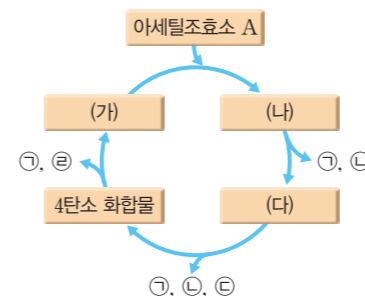 아세틸조효소 A
(가)
(나)
㉠, ㉣
㉠, ㉡
4탄소 화합물
(다)
㉠, ㉡, ㉢